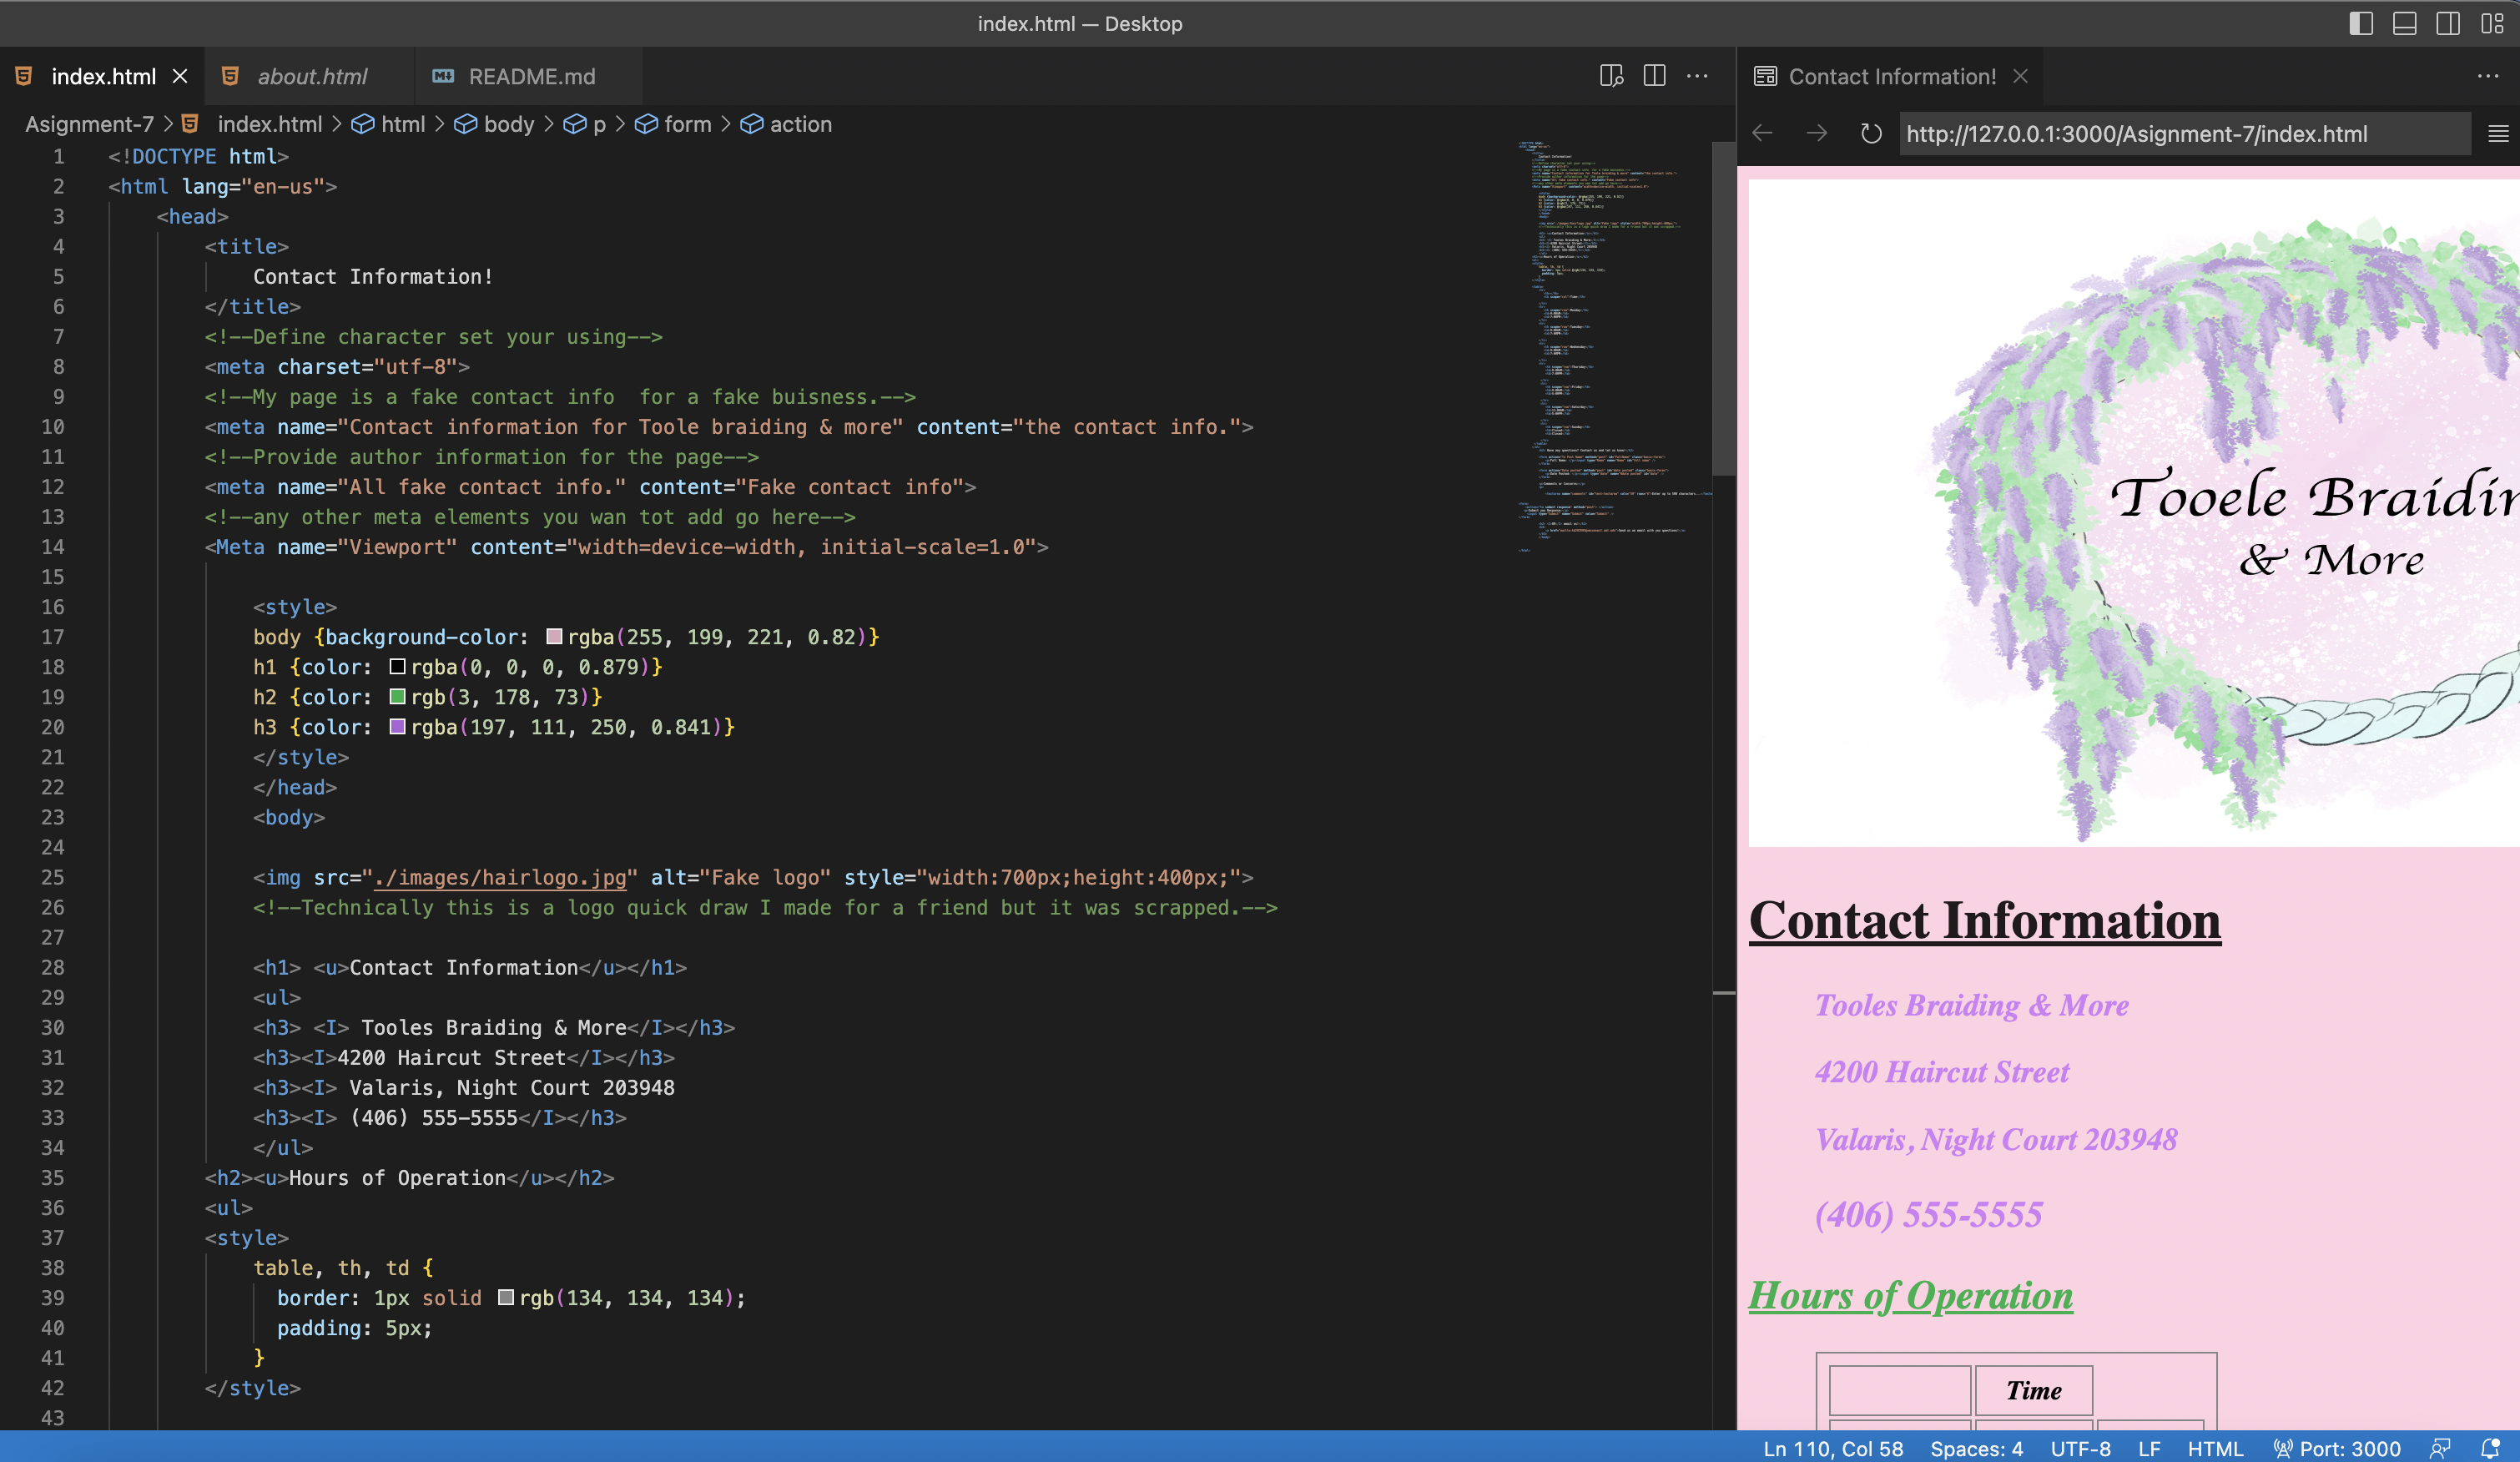 index.html — Desktop
index.html
about.html
README.md
Asignment-7 > index.html > html > body > p > form > action
1 <!DOCTYPE html>
2 <html lang="en-us">
3 <head>
4 <title>
5 Contact Information!
6 </title>
7 <!--Define character set your using-->
8 <meta charset="utf-8">
9 <!--My page is a fake contact info  for a fake buisness.-->
10 <meta name="Contact information for Toole braiding & more" content="the contact info.">
11 <!--Provide author information for the page-->
12 <meta name="All fake contact info." content="Fake contact info">
13 <!--any other meta elements you wan tot add go here-->
14 <Meta name="Viewport" content="width=device-width, initial-scale=1.0">
15
16 <style>
17 body {background-color: rgba(255, 199, 221, 0.82)}
18 h1 {color: rgba(0, 0, 0, 0.879)}
19 h2 {color: rgb(3, 178, 73)}
20 h3 {color: rgba(197, 111, 250, 0.841)}
21 </style>
22 </head>
23 <body>
24
25 <img src="./images/hairlogo.jpg" alt="Fake logo" style="width:700px;height:400px;">
26 <!--Technically this is a logo quick draw I made for a friend but it was scrapped.-->
27
28 <h1> <u>Contact Information</u></h1>
29 <ul>
30 <h3> <I> Tooles Braiding & More</I></h3>
31 <h3><I>4200 Haircut Street</I></h3>
32 <h3><I> Valaris, Night Court 203948
33 <h3><I> (406) 555-5555</I></h3>
34 </ul>
35 <h2><u>Hours of Operation</u></h2>
36 <ul>
37 <style>
38 table, th, td {
39 border: 1px solid rgb(134, 134, 134);
40 padding: 5px;
41 }
42 </style>
43
Contact Information!
http://127.0.0.1:3000/Asignment-7/index.html
Tooele Braidin
& More
Contact Information
Tooles Braiding & More
4200 Haircut Street
Valaris, Night Court 203948
(406) 555-5555
Hours of Operation
Time
Ln 110, Col 58 Spaces: 4 UTF-8 LF HTML Port: 3000